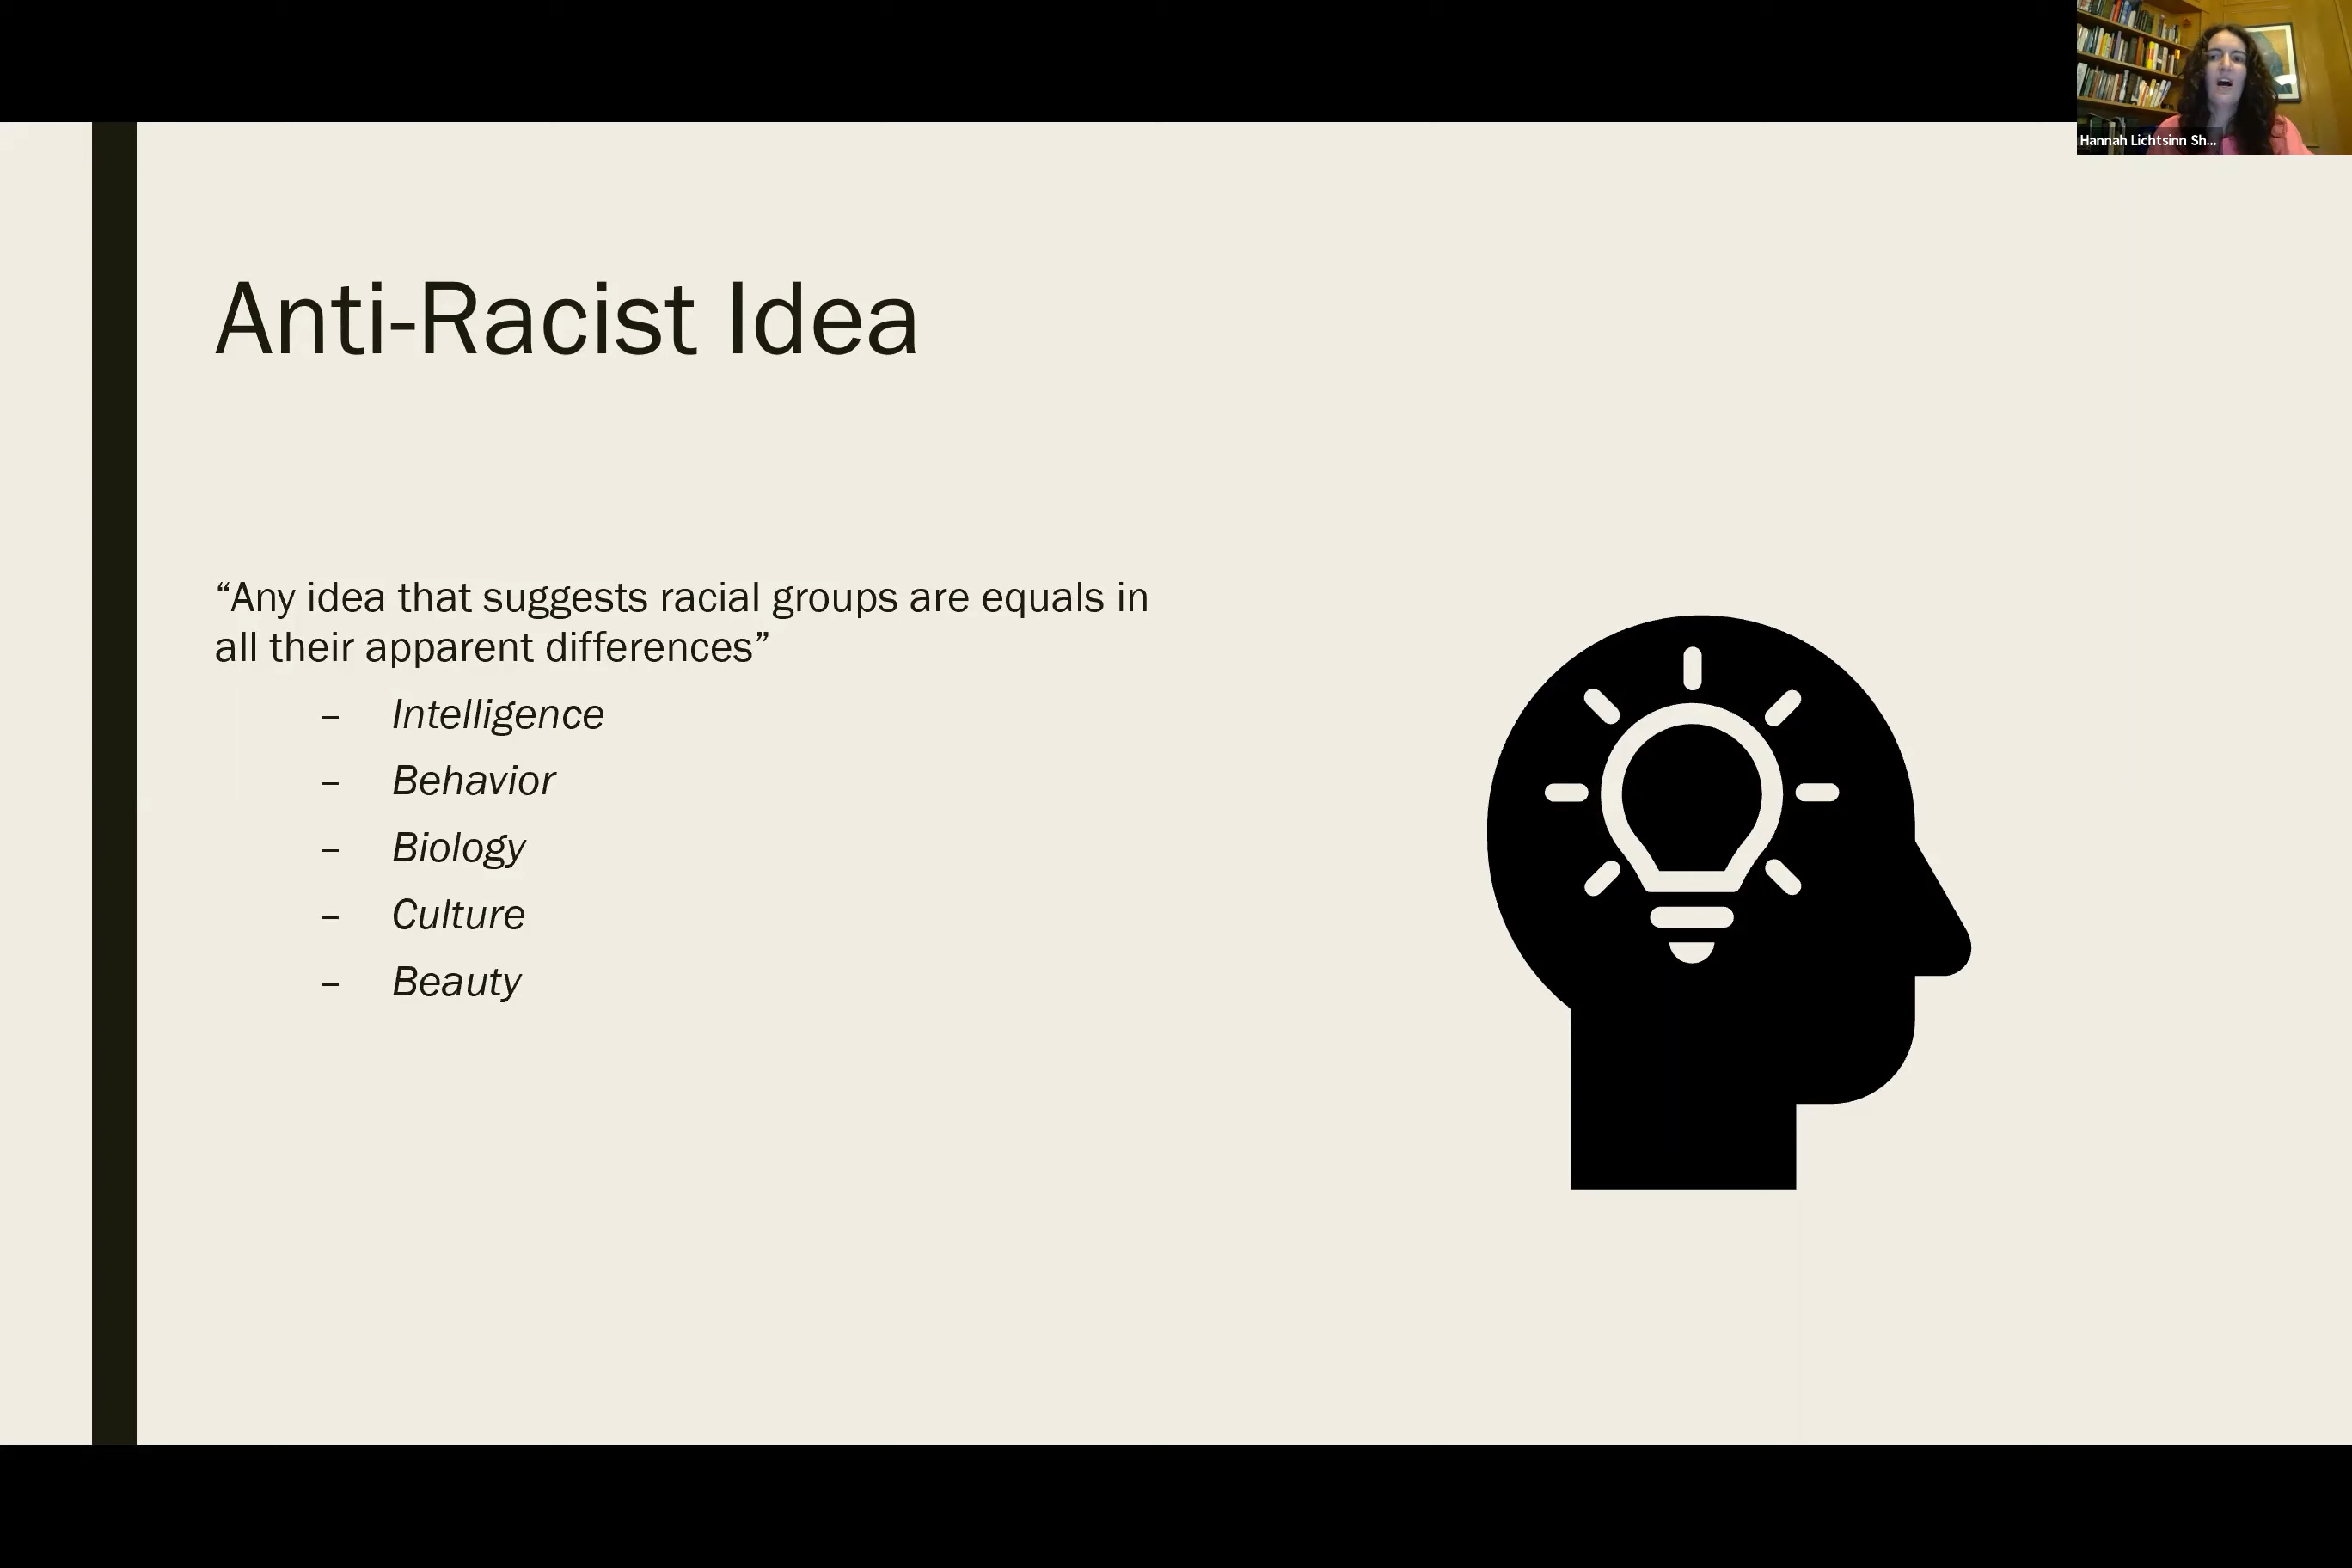 Hannah Lichtsinn Sh...
Anti-Racist Idea
“Any idea that suggests racial groups are equals in
all their apparent differences”
– Intelligence
– Behavior
– Biology
– Culture
– Beauty